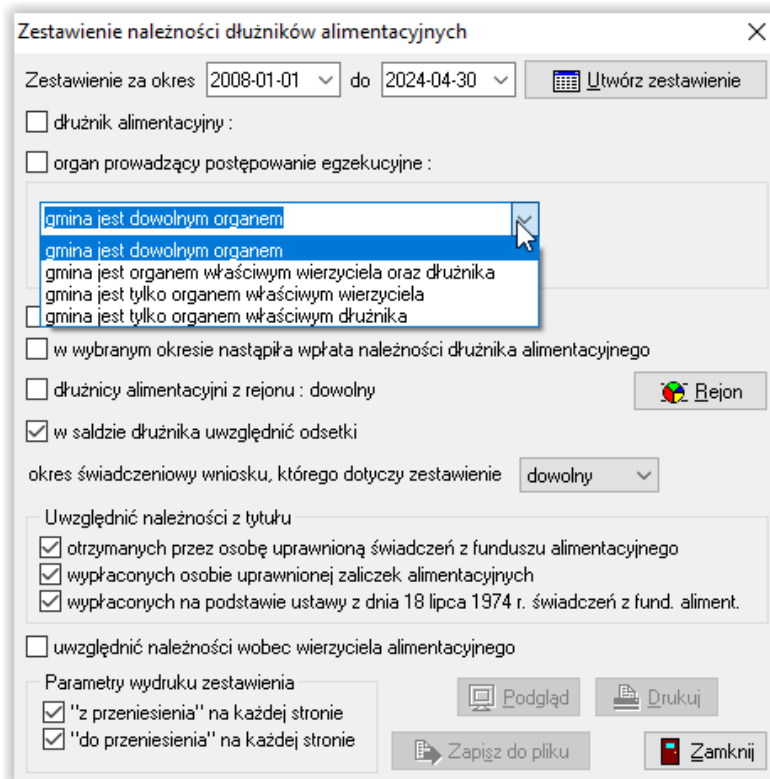 Zestawienie należności dłużników alimentacyjnych
Zestawienie za okres 2008-01-01 do 2024-04-30 Utwórz zestawienie
dłużnik alimentacyjny :
organ prowadzący postępowanie egzekucyjne :
gmina jest dowolnym organem
gmina jest dowolnym organem
gmina jest organem właściwym wierzyciela oraz dłużnika
gmina jest tylko organem właściwym wierzyciela
gmina jest tylko organem właściwym dłużnika
w wybranym okresie nastąpiła wpłata należności dłużnika alimentacyjnego
dłużnicy alimentacyjni z rejonu : dowolny Rejon
w saldzie dłużnika uwzględnić odsetki
okres świadczeniowy wniosku, którego dotyczy zestawienie dowolny
Uwzględnić należności z tytułu
otrzymanych przez osobę uprawnioną świadczeń z funduszu alimentacyjnego
wypłaconych osobie uprawnionej zaliczek alimentacyjnych
wypłaconych na podstawie ustawy z dnia 18 lipca 1974 r. świadczeń z fund. aliment.
uwzględnić należności wobec wierzyciela alimentacyjnego
Parametry wydruku zestawienia
"z przeniesienia" na każdej stronie
"do przeniesienia" na każdej stronie
Podgląd Drukuj
Zapisz do pliku Zamknij